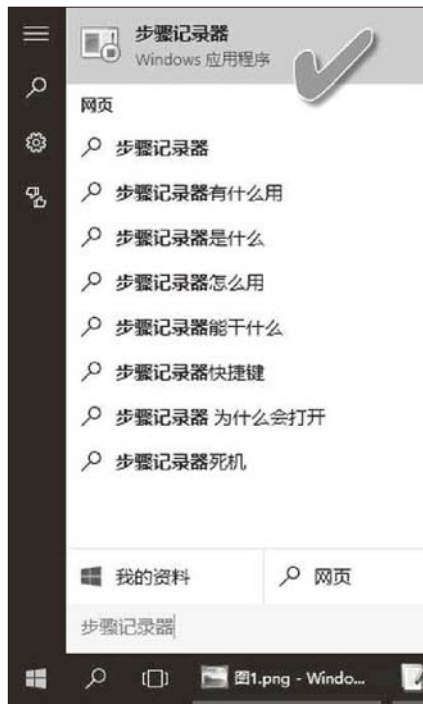 步骤记录器
Windows 应用程序
网页
步骤记录器
步骤记录器有什么用
步骤记录器是什么
步骤记录器怎么用
步骤记录器能干什么
步骤记录器快捷键
步骤记录器 为什么会打开
步骤记录器死机
我的资料
网页
步骤记录器
图1.png - Windo...